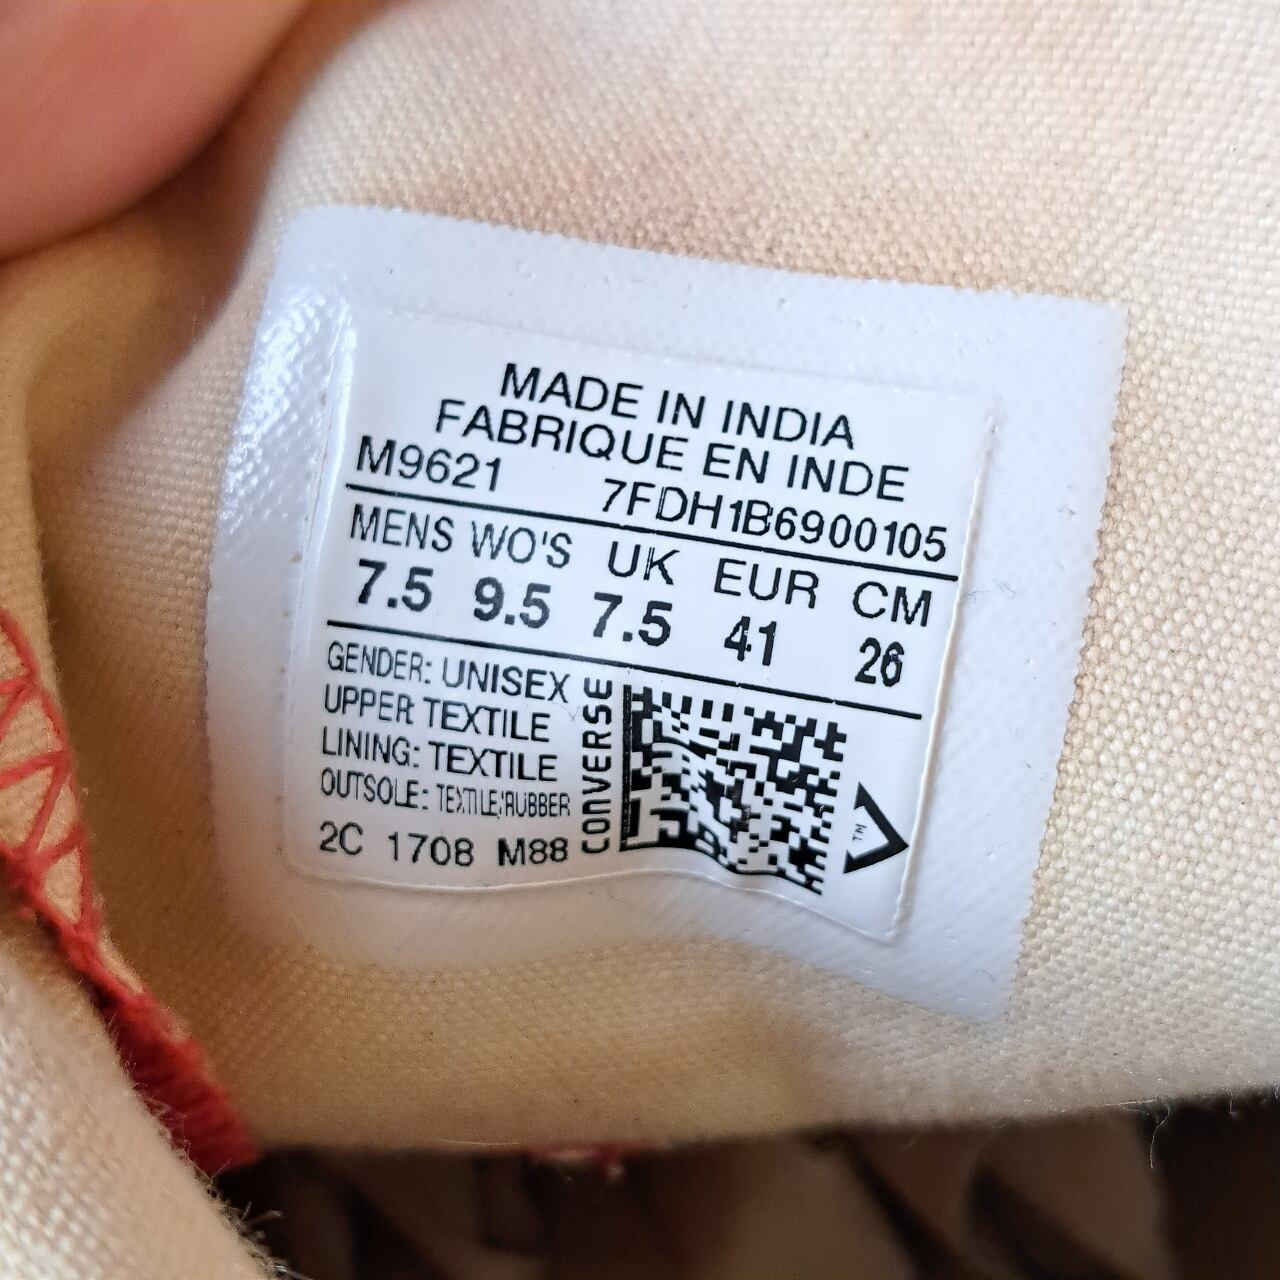 MADE IN INDIA
FABRIQUE EN INDE
M9621 7FDH1B6900105
MENS WO'S UK EUR CM
7.5 9.5 7.5 41 26
GENDER: UNISEX
UPPER TEXTILE
LINING: TEXTILE
OUTSOLE: TEXTILE/RUBBER
2C 1708 M88
CONVERSE
TM